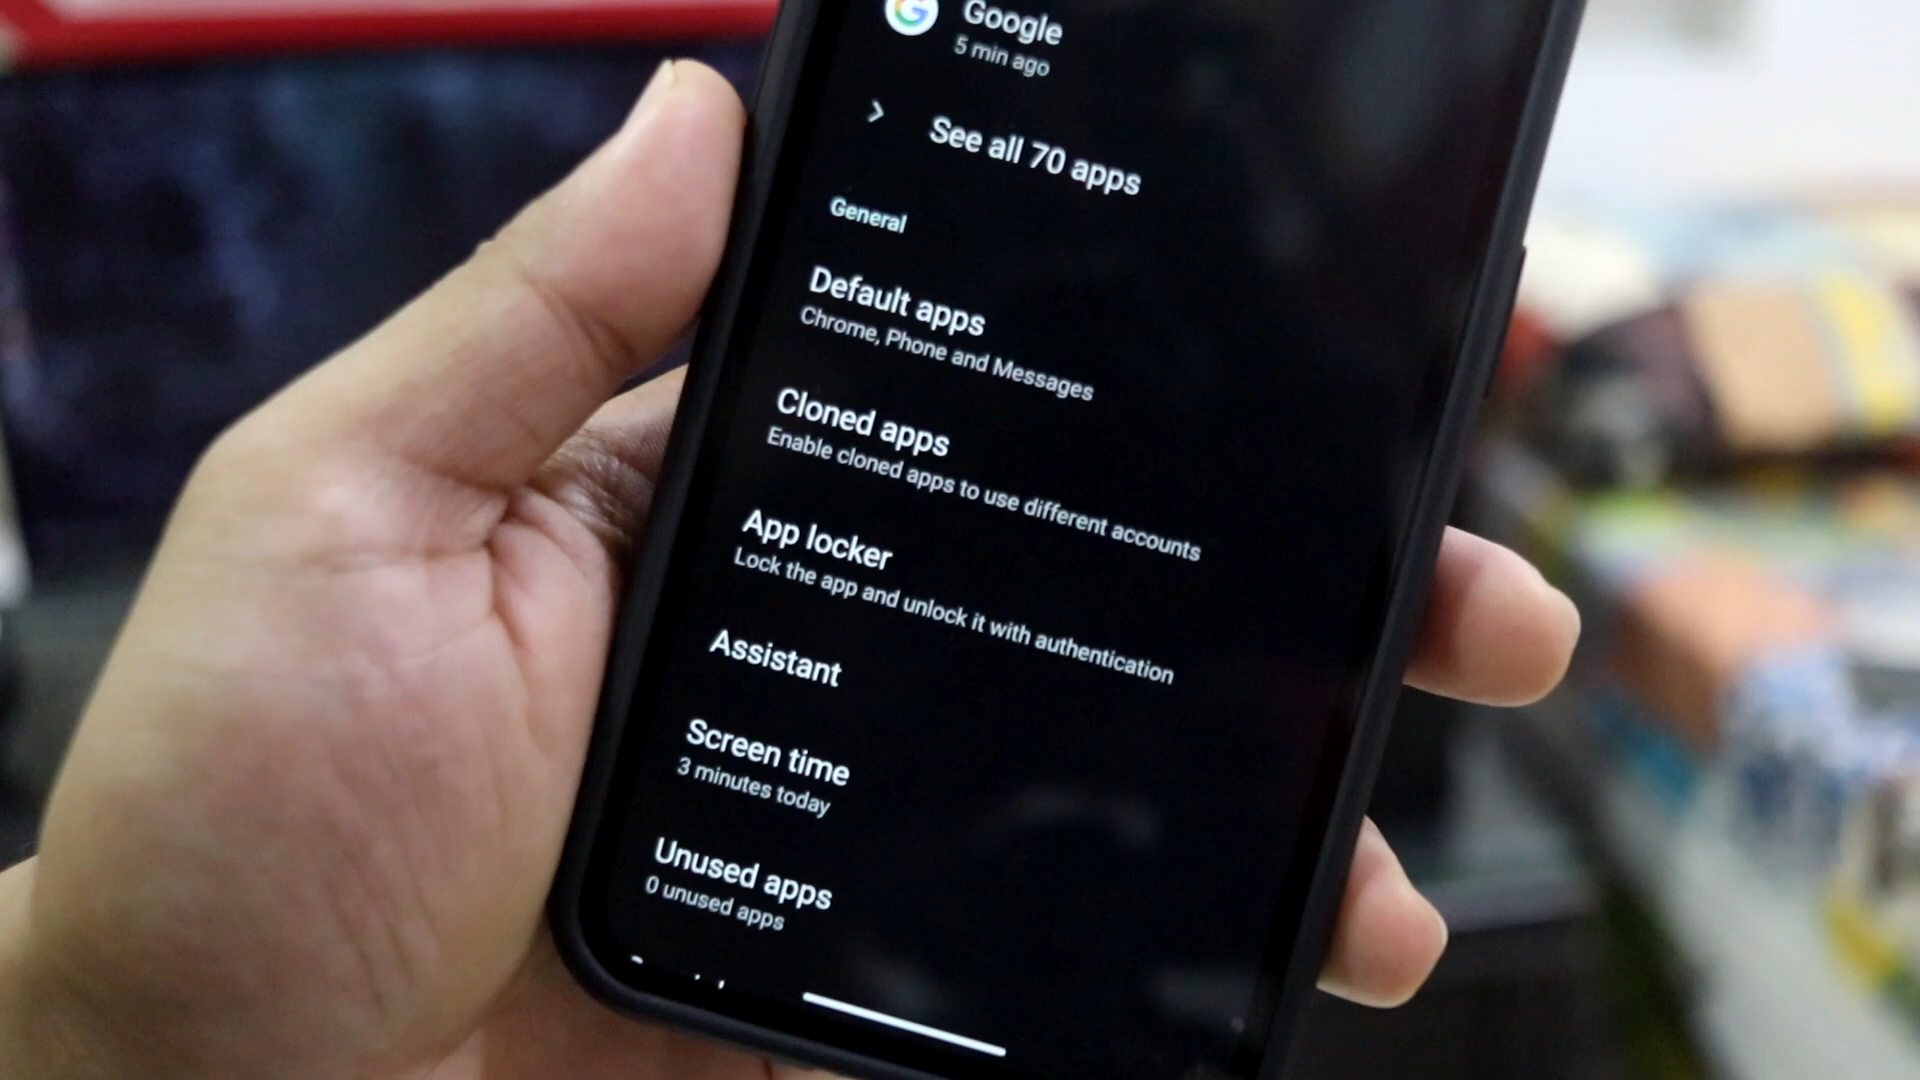 Google
5 min ago
See all 70 apps
General
Default apps
Chrome, Phone and Messages
Cloned apps
Enable cloned apps to use different accounts
App locker
Lock the app and unlock it with authentication
Assistant
Screen time
3 minutes today
Unused apps
0 unused apps